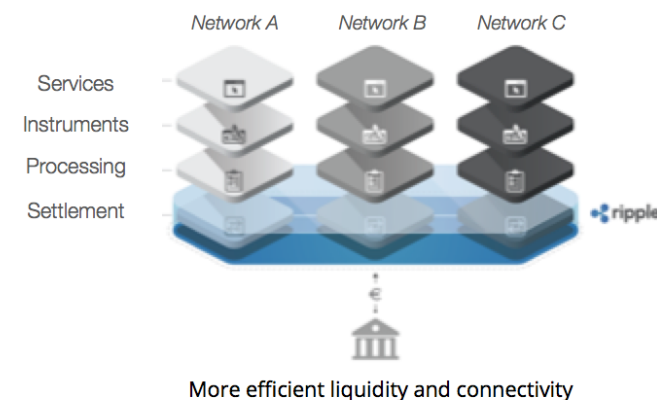 Network A Network B Network C
Services
Instruments
Processing
Settlement
ripple
€
More efficient liquidity and connectivity